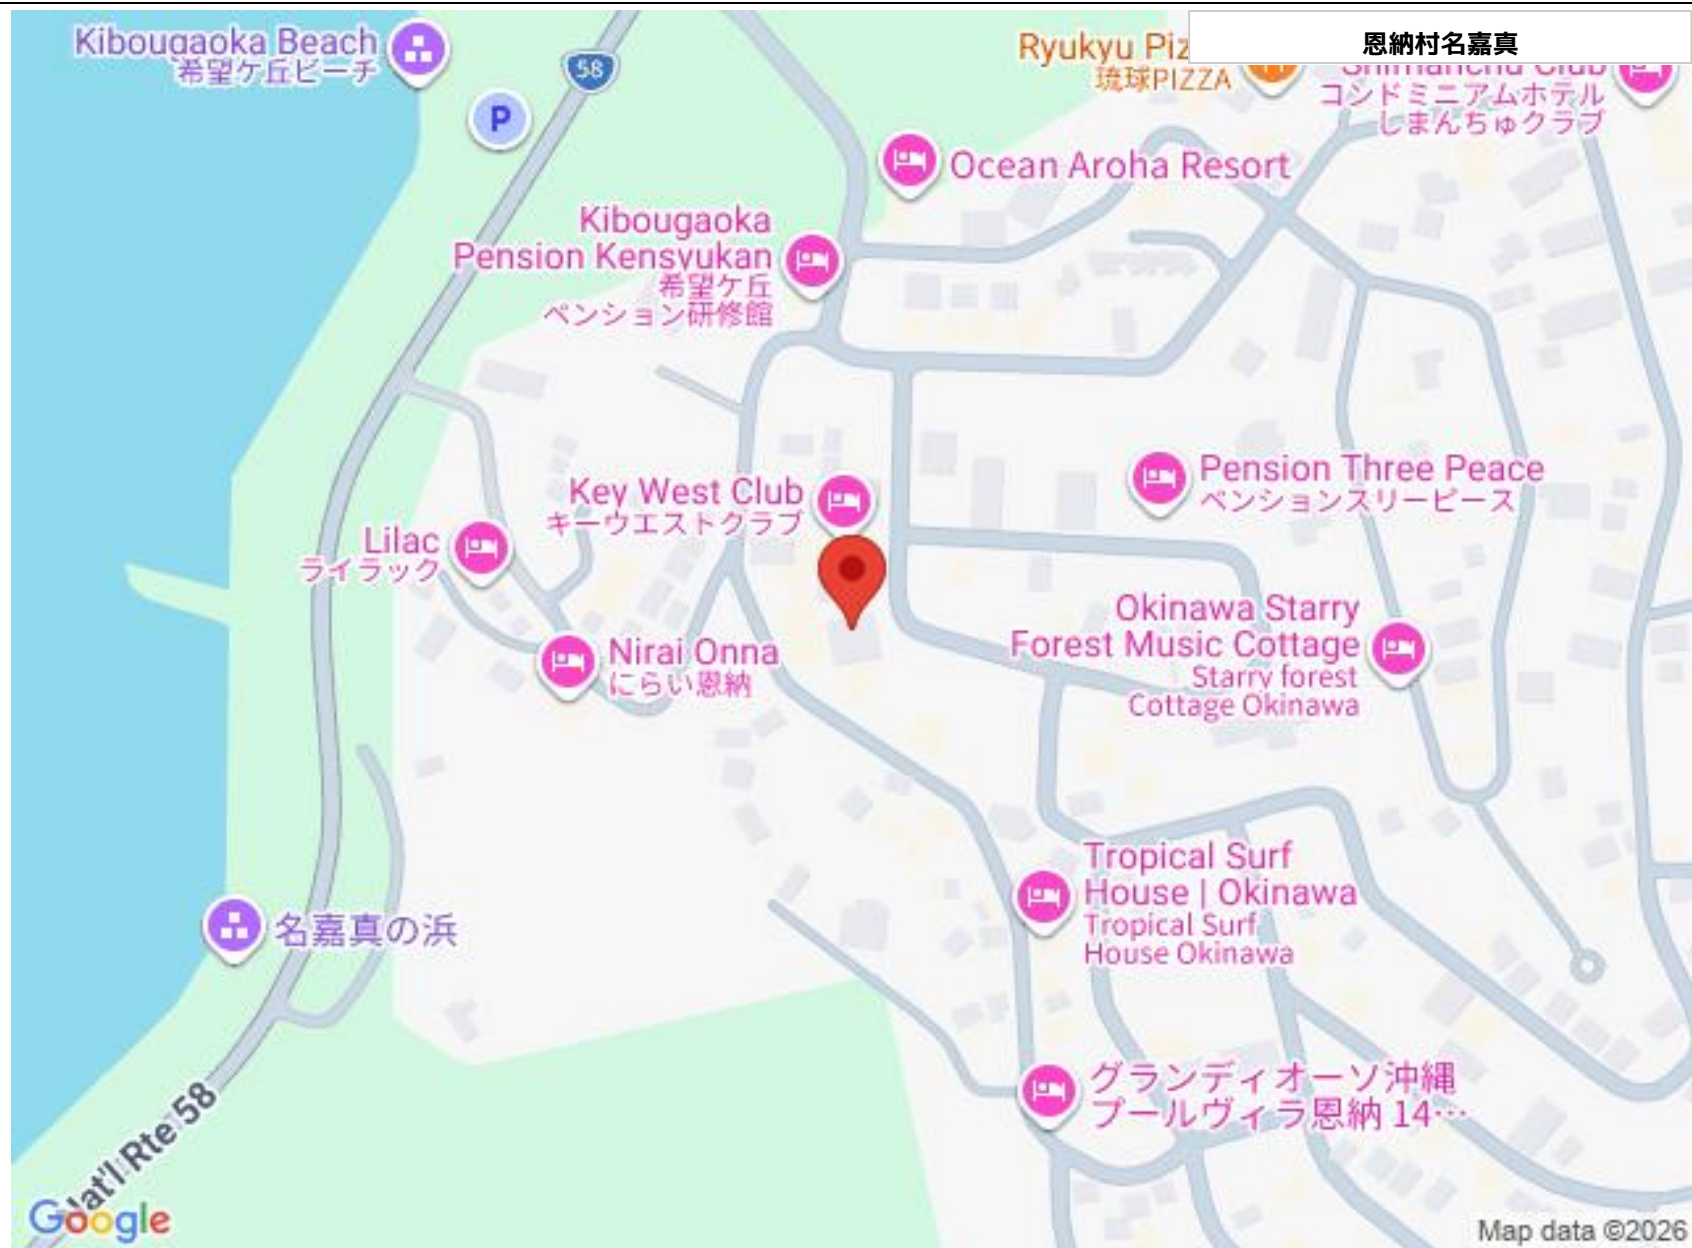 恩納村名嘉真
Kibougaoka Beach
希望ケ丘ビーチ
58
P
琉球PIZZA
Ryukyu
コンドミニアムホテル
しまんちゅクラブ
Ocean Aroha Resort
Kibougaoka
Pension Kensyukan
希望ケ丘
ペンション研修館
Key West Club
キーウエストクラブ
Pension Three Peace
ペンションスリーピース
Lilac
ライラック
Nirai Onna
にらい恩納
Okinawa Starry
Forest Music Cottage
Starry forest
Cottage Okinawa
Tropical Surf
House | Okinawa
Tropical Surf
House Okinawa
名嘉真の浜
グランディオーソ沖縄
プールヴィラ恩納 14…
Nat'l Rte 58
Google
Map data ©2026